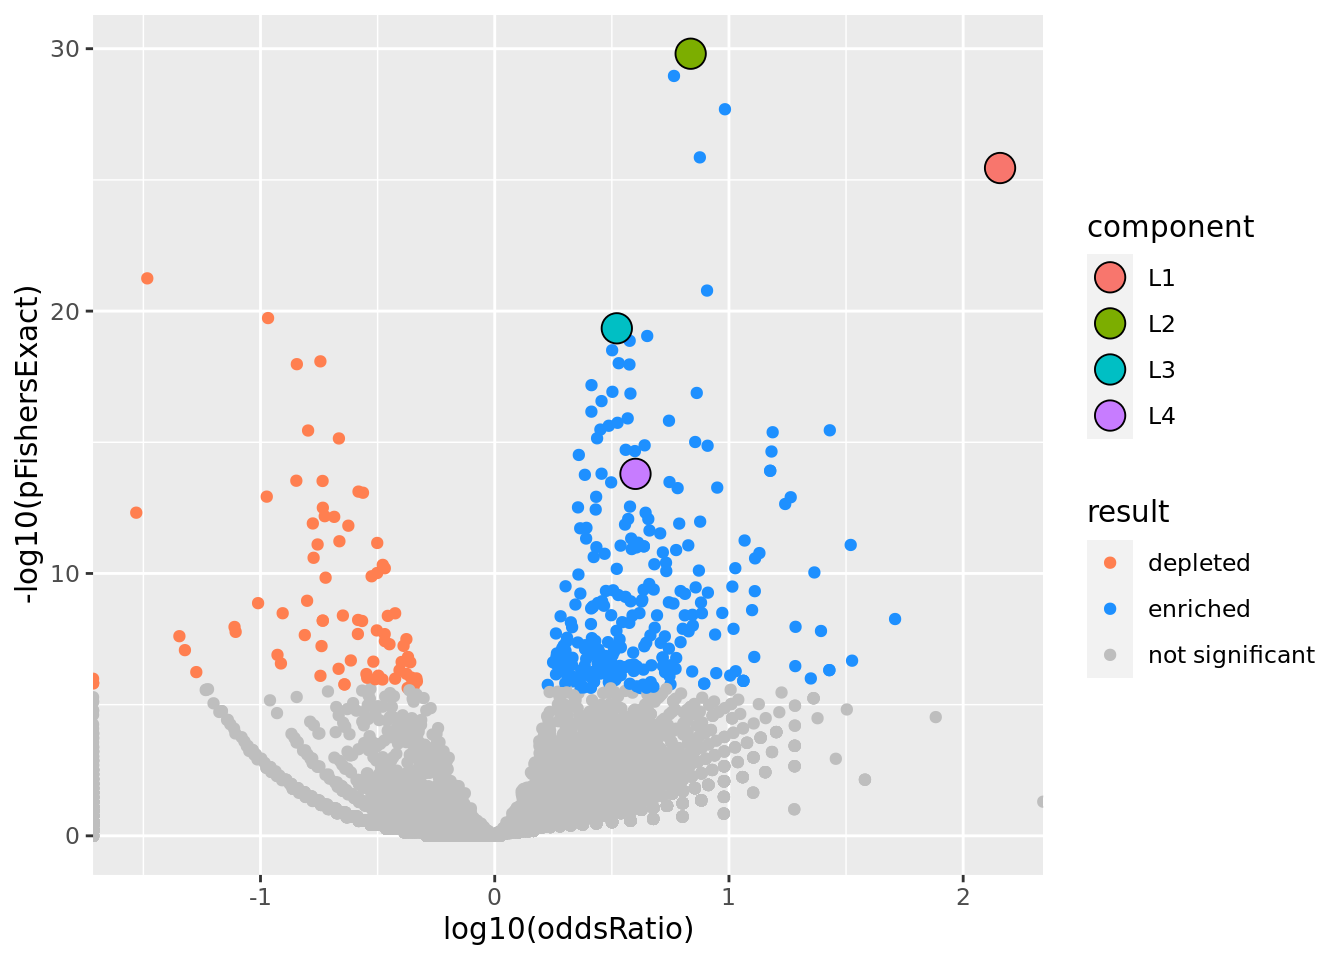 30
20
10
0
-log10(pFishersExact)
-1
0
1
2
log10(oddsRatio)
component
L1
L2
L3
L4
result
depleted
enriched
not significant